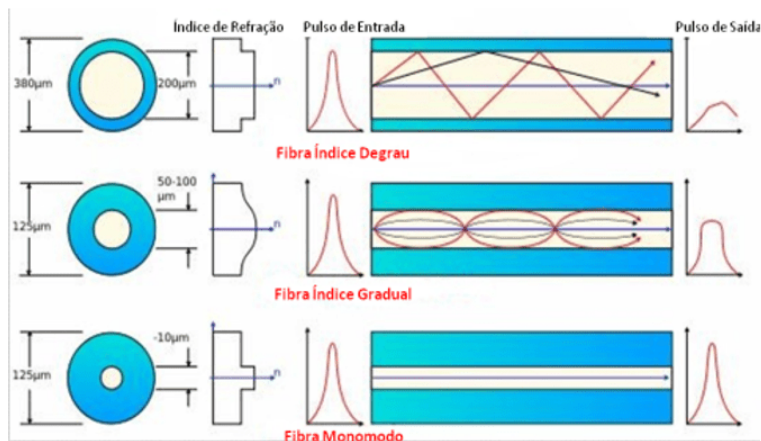 Índice de Refração Pulso de Entrada Pulso de Saída
380µm 200µm n
Fibra Índice Degrau
50-100
µm
125µm n
Fibra Índice Gradual
-10µm
125µm n
Fibra Monomodo